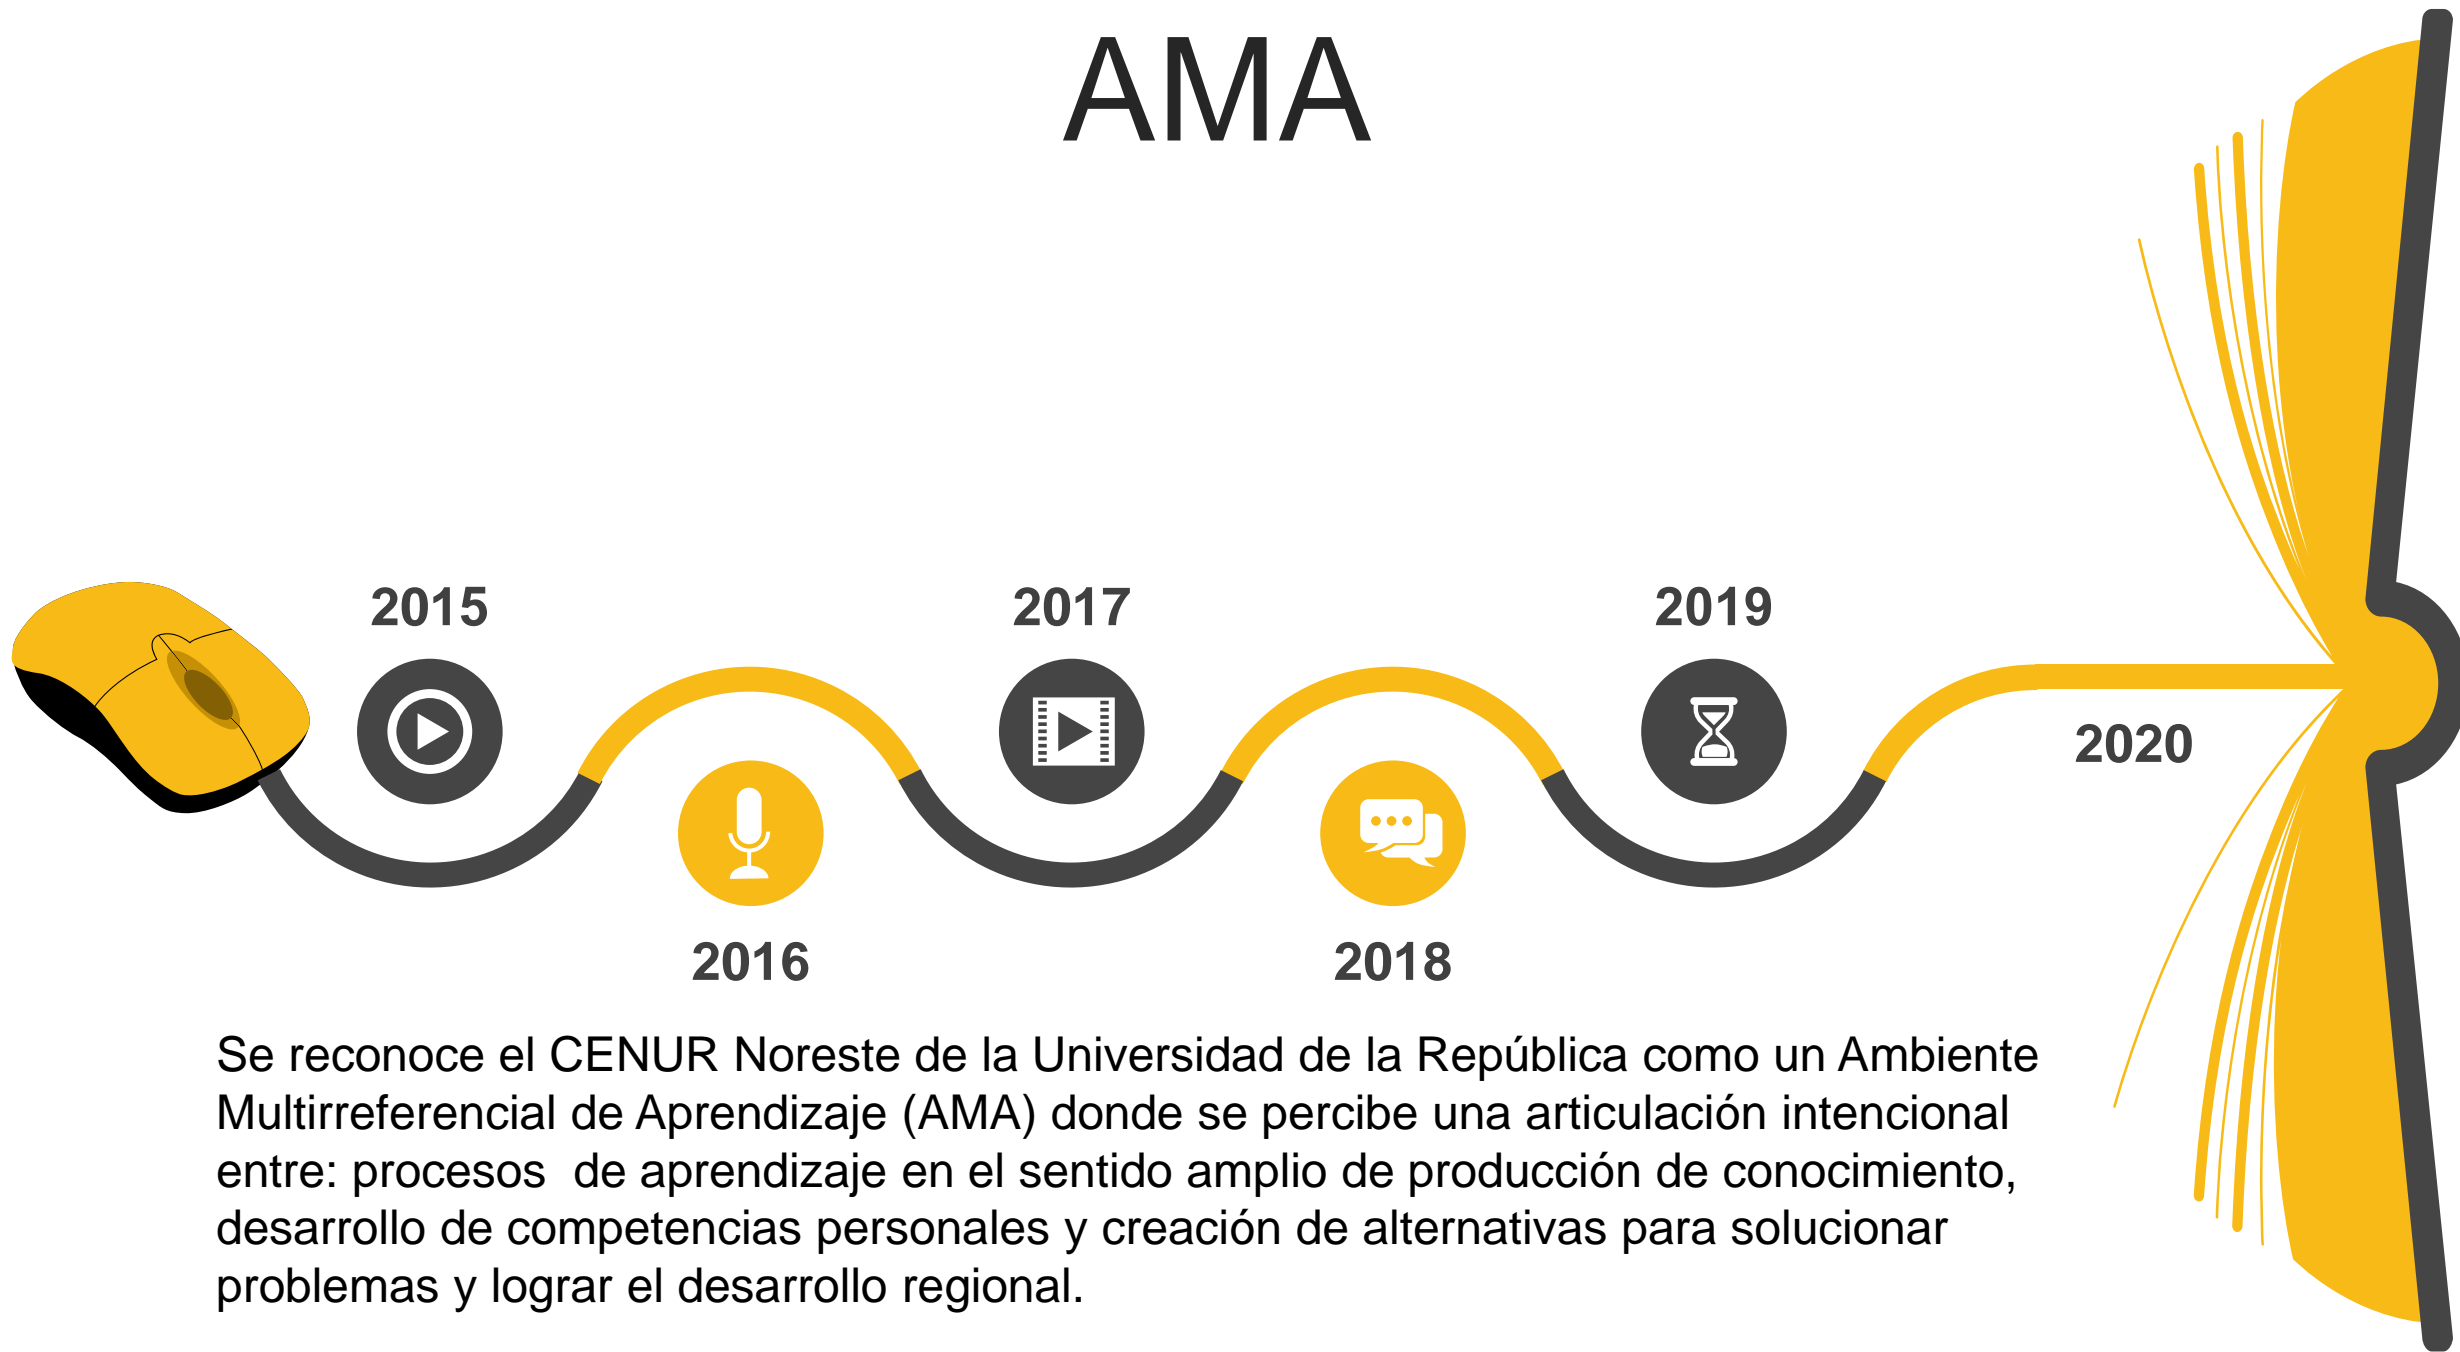 AMA
2015
2017
2019
2020
2016
2018
Se reconoce el CENUR Noreste de la Universidad de la República como un Ambiente
Multirreferencial de Aprendizaje (AMA) donde se percibe una articulación intencional
entre: procesos  de aprendizaje en el sentido amplio de producción de conocimiento,
desarrollo de competencias personales y creación de alternativas para solucionar
problemas y lograr el desarrollo regional.